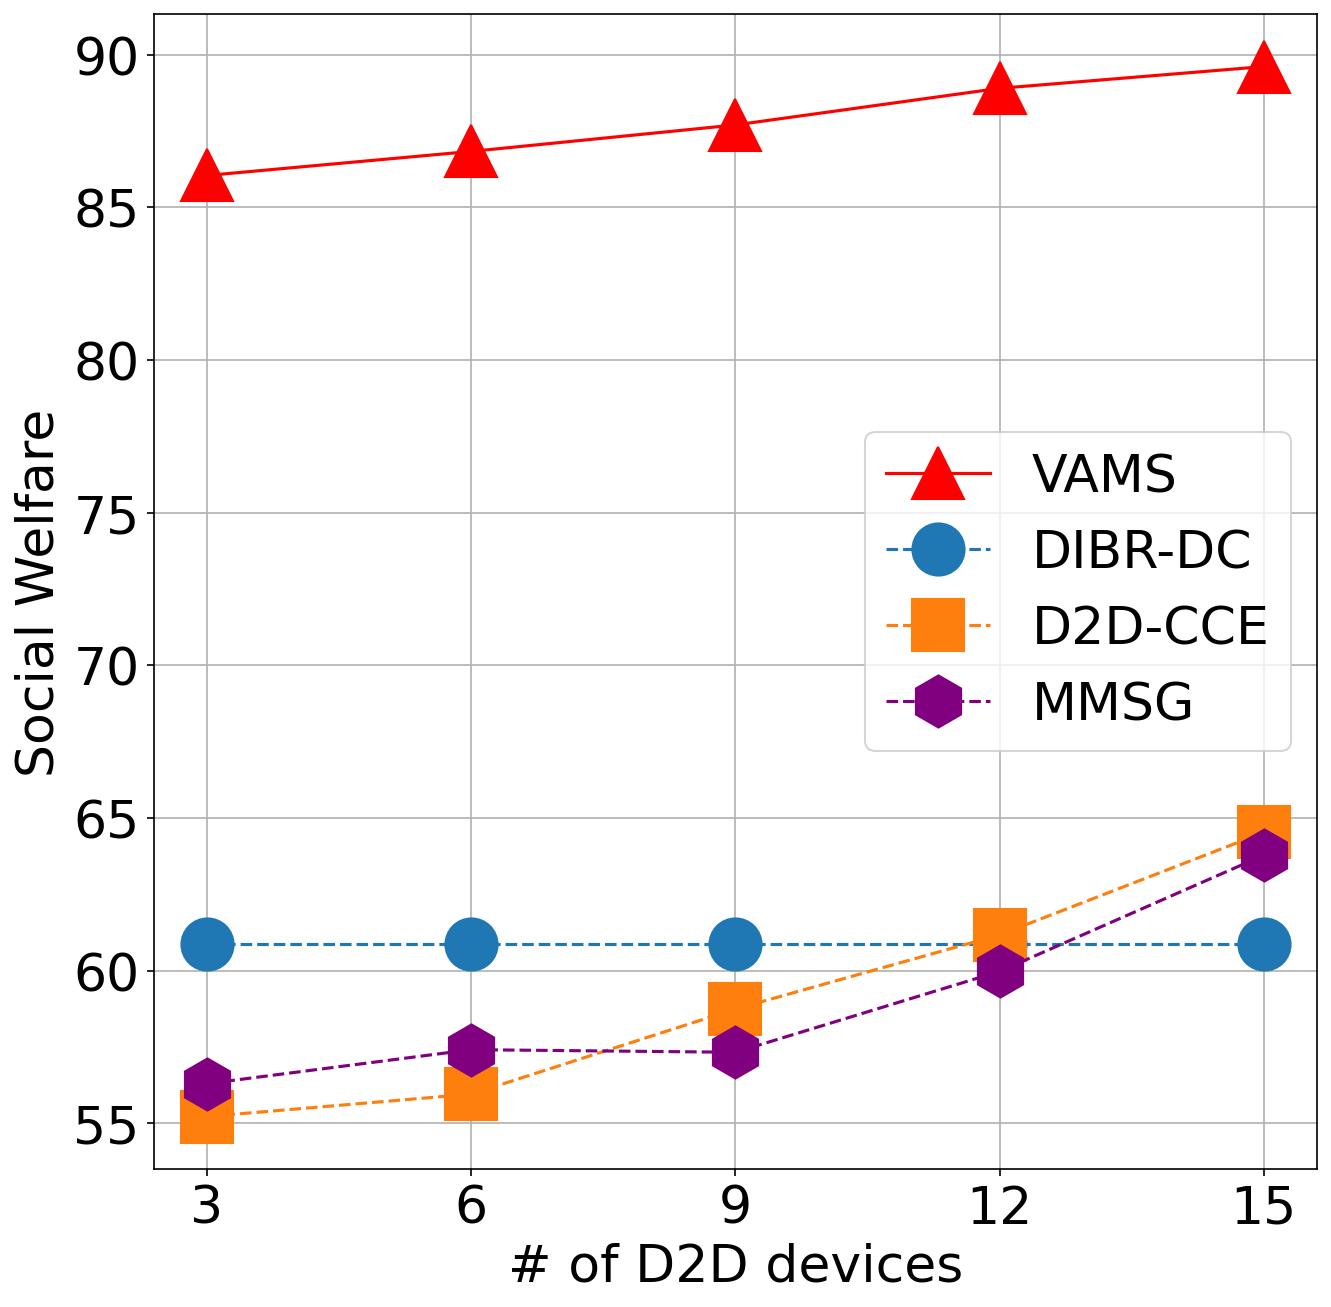 90
85
80
75
70
65
60
55
Social Welfare
VAMS
DIBR-DC
D2D-CCE
MMSG
3 6 9 12 15
# of D2D devices